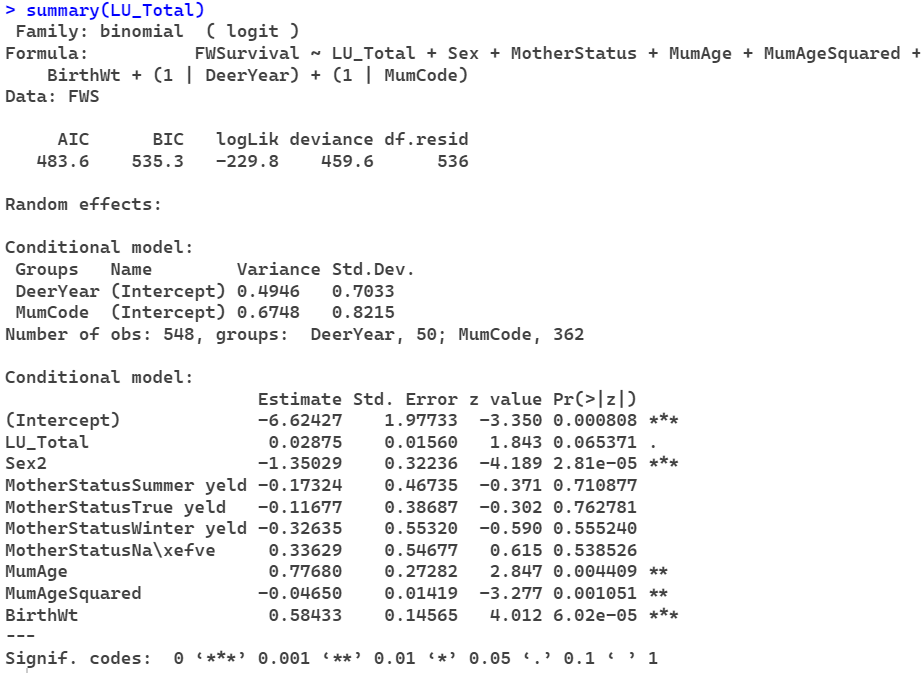 > summary(LU_Total)
 Family: binomial  ( logit )
Formula:          FWSurvival ~ LU_Total + Sex + MotherStatus + MumAge + MumAgeSquared +
    BirthWt + (1 | DeerYear) + (1 | MumCode)
Data: FWS
     AIC      BIC   logLik deviance df.resid
   483.6    535.3   -229.8    459.6      536
Random effects:
Conditional model:
 Groups   Name        Variance Std.Dev.
 DeerYear (Intercept) 0.4946   0.7033
 MumCode  (Intercept) 0.6748   0.8215
Number of obs: 548, groups:  DeerYear, 50; MumCode, 362
Conditional model:
                        Estimate Std. Error z value Pr(>|z|)
(Intercept)             -6.62427    1.97733  -3.350 0.000808 ***
LU_Total                 0.02875    0.01560   1.843 0.065371 .
Sex2                    -1.35029    0.32236  -4.189 2.81e-05 ***
MotherStatusSummer yeld -0.17324    0.46735  -0.371 0.710877
MotherStatusTrue yeld   -0.11677    0.38687  -0.302 0.762781
MotherStatusWinter yeld -0.32635    0.55320  -0.590 0.555240
MotherStatusNa\xefve     0.33629    0.54677   0.615 0.538526
MumAge                   0.77680    0.27282   2.847 0.004409 **
MumAgeSquared           -0.04650    0.01419  -3.277 0.001051 **
BirthWt                  0.58433    0.14565   4.012 6.02e-05 ***
---
Signif. codes:  0 ‘***’ 0.001 ‘**’ 0.01 ‘*’ 0.05 ‘.’ 0.1 ‘ ’ 1